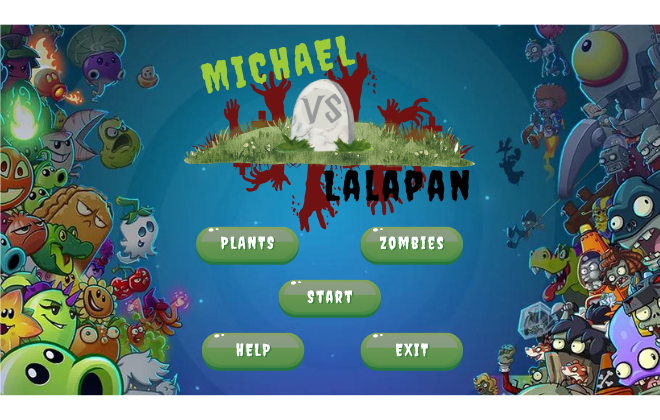 MICHAEL
VS
LALAPAN
PLANTS
ZOMBIES
START
HELP
EXIT